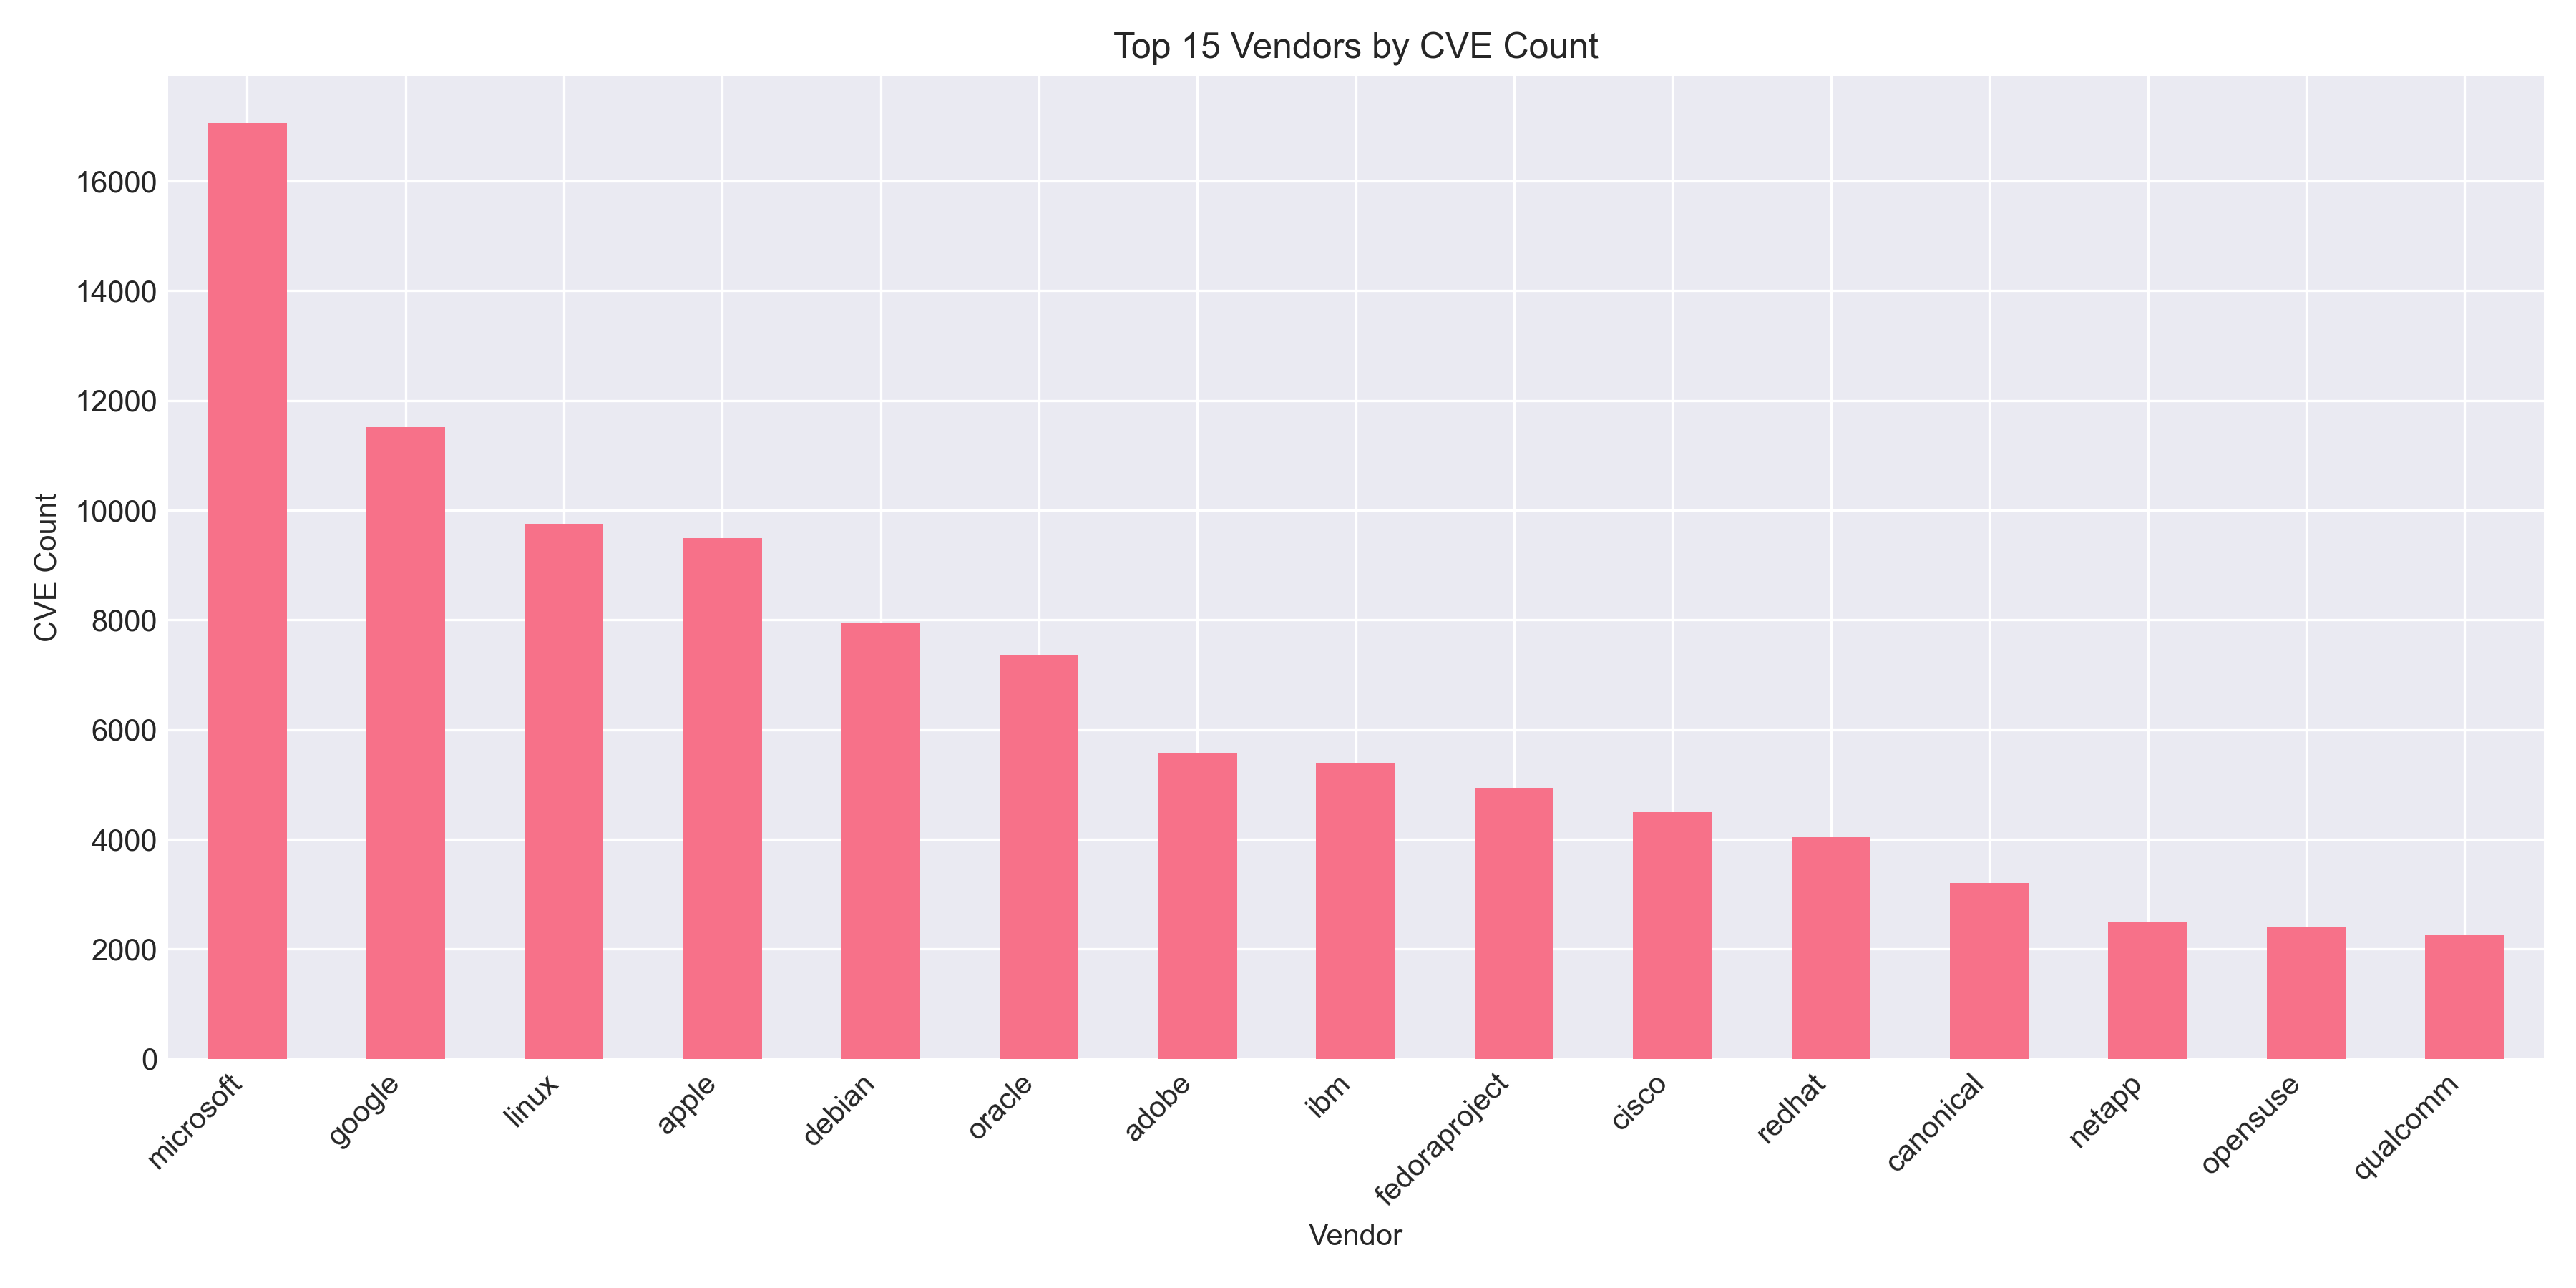 Top 15 Vendors by CVE Count
CVE Count
16000
14000
12000
10000
8000
6000
4000
2000
0
microsoft
google
linux
apple
debian
oracle
adobe
ibm
fedoraproject
cisco
redhat
canonical
netapp
opensuse
qualcomm
Vendor